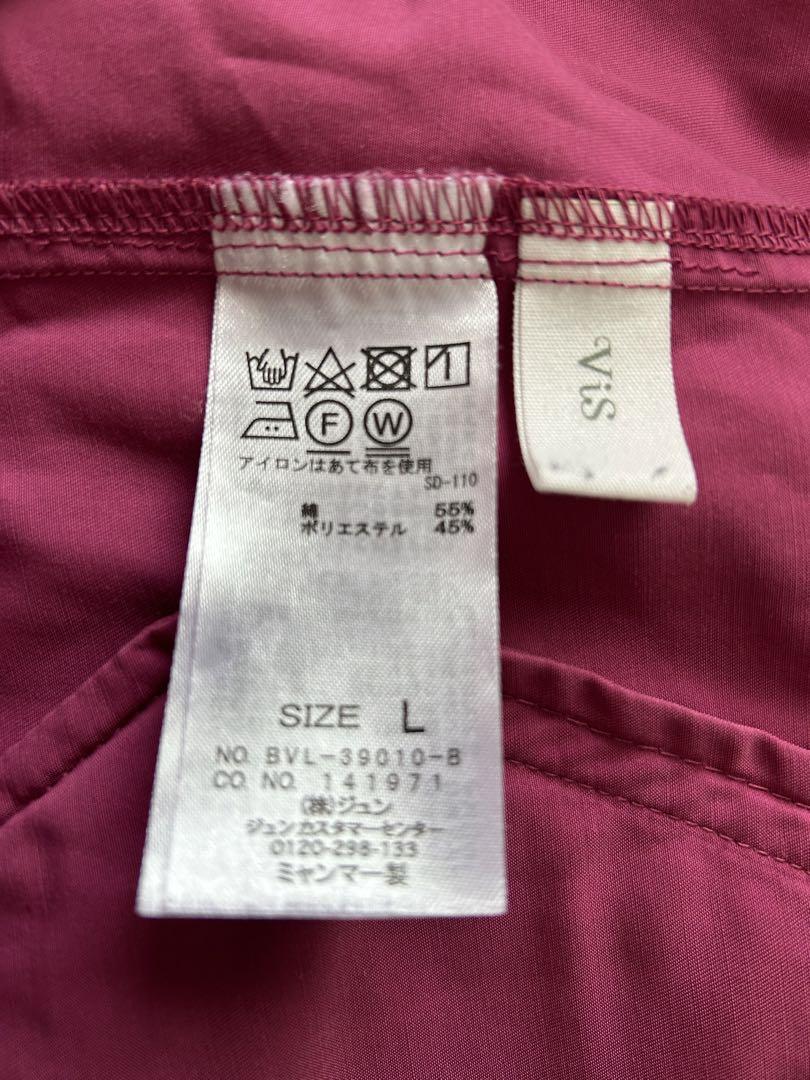 F W
アイロンはあて布を使用
SD-110
綿 55%
ポリエステル 45%
SIZE L
NO. BVL-39010-B
CO. NO. 141971
(株)ジュン
ジュンカスタマーセンター
0120-298-133
ミャンマー製
ViS